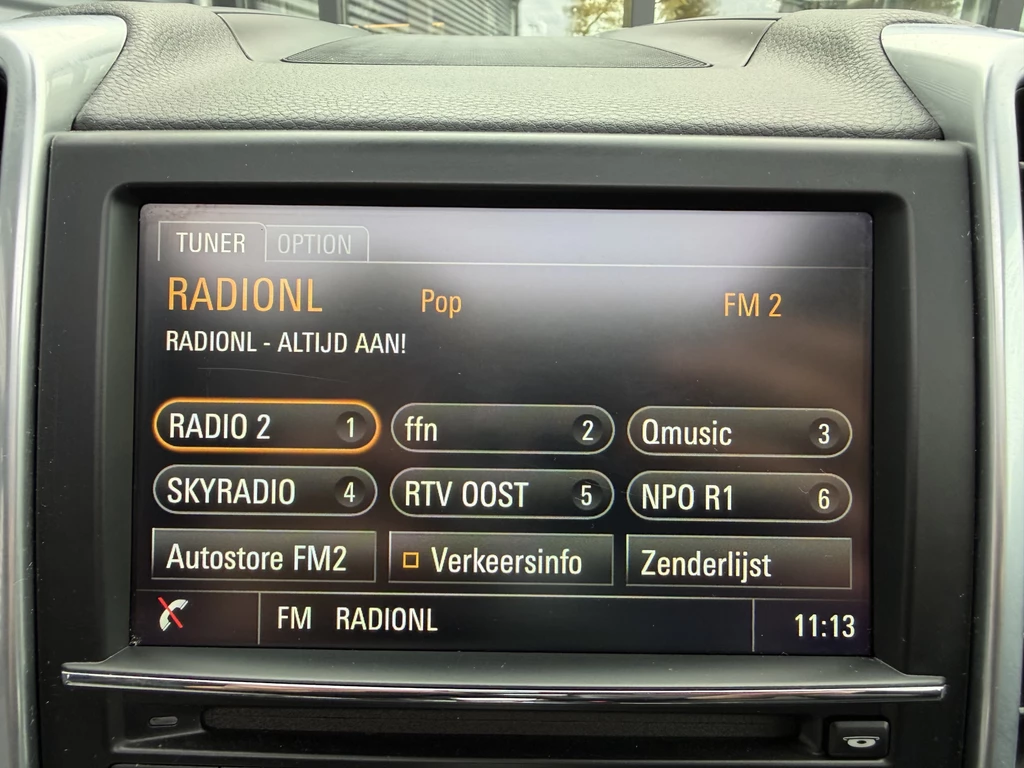 TUNER OPTION
RADIONL Pop FM 2
RADIONL - ALTIJD AAN!
RADIO 2 1 ffn 2 Qmusic 3
SKYRADIO 4 RTV OOST 5 NPO R1 6
Autostore FM2 Verkeersinfo Zenderlijst
FM RADIONL 11:13